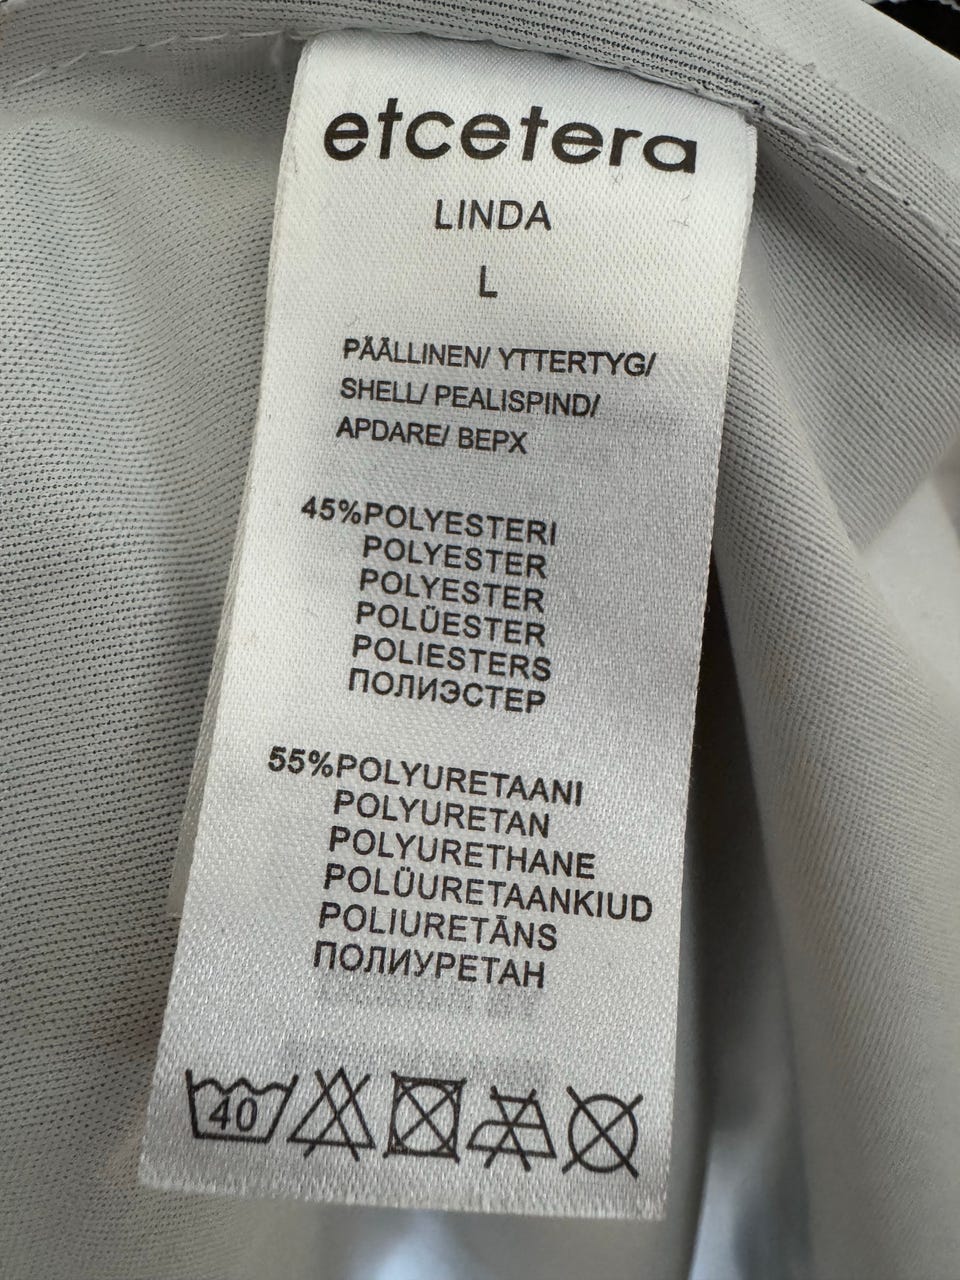 etcetera
LINDA
L
PÄÄLLINEN/ YTTERTYG/
SHELL/ PEALISPIND/
APDARE/ ВЕРХ
45%POLYESTERI
POLYESTER
POLYESTER
POLÜESTER
POLIESTERS
ПОЛИЭСТЕР
55%POLYURETAANI
POLYURETAN
POLYURETHANE
POLÜURETAANKIUD
POLIURETĀNS
ПОЛИУРЕТАН
40